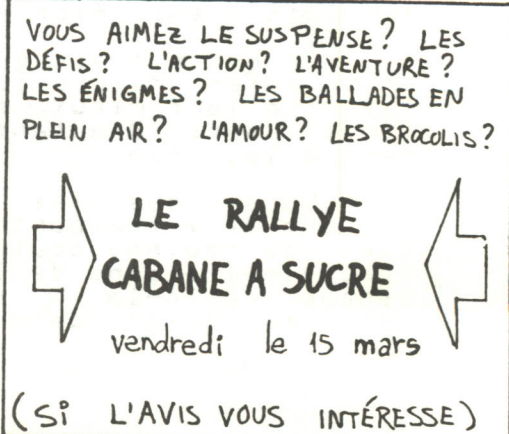 VOUS AIMEZ LE SUSPENSE? LES
DÉFIS? L'ACTION? L'AVENTURE?
LES ÉNIGMES? LES BALLADES EN
PLEIN AIR? L'AMOUR? LES BROCOLIS?
LE RALLYE
CABANE A SUCRE
vendredi le 15 mars
(Si L'AVIS VOUS INTÉRESSE)